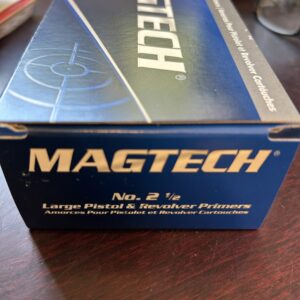 MAGTECH®
MAGTECH®
No. 2 ½
Large Pistol & Revolver Primers
Amorces Pour Pistolet et Revolver Cartouches